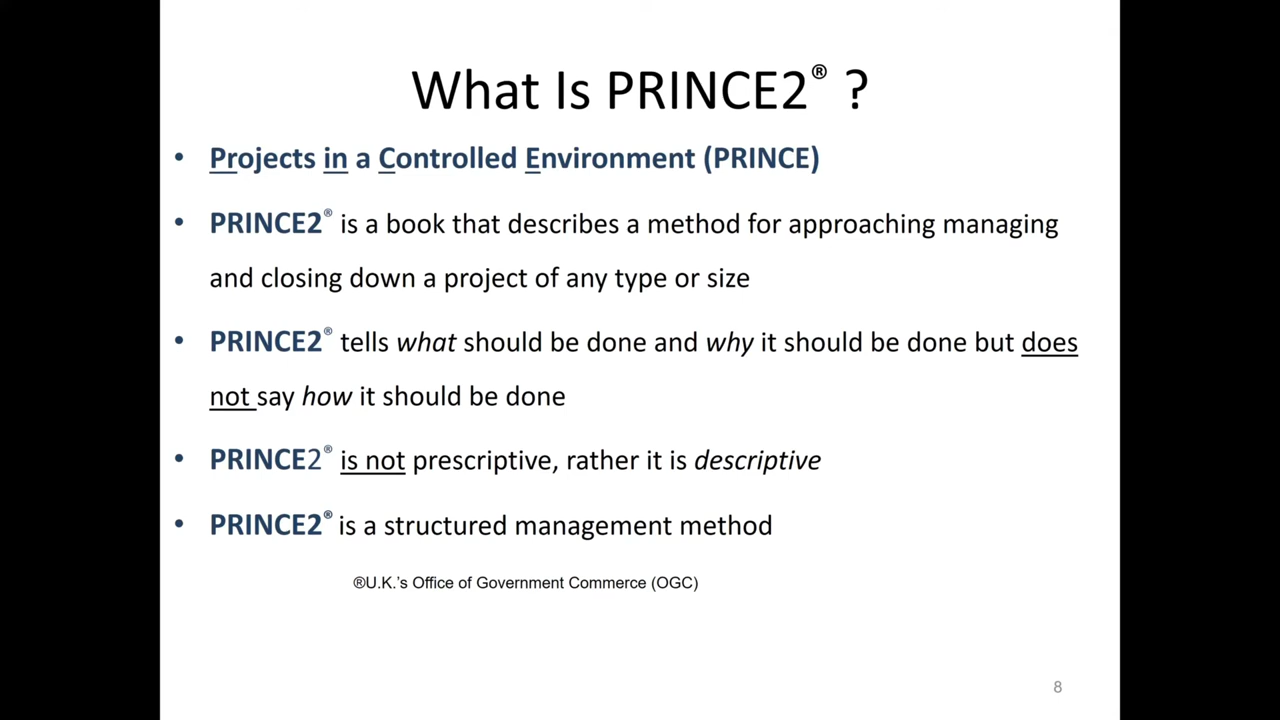 What Is PRINCE2® ?
• Projects in a Controlled Environment (PRINCE)
• PRINCE2® is a book that describes a method for approaching managing
and closing down a project of any type or size
• PRINCE2® tells what should be done and why it should be done but does
not say how it should be done
• PRINCE2® is not prescriptive, rather it is descriptive
• PRINCE2® is a structured management method
®U.K.'s Office of Government Commerce (OGC)
8